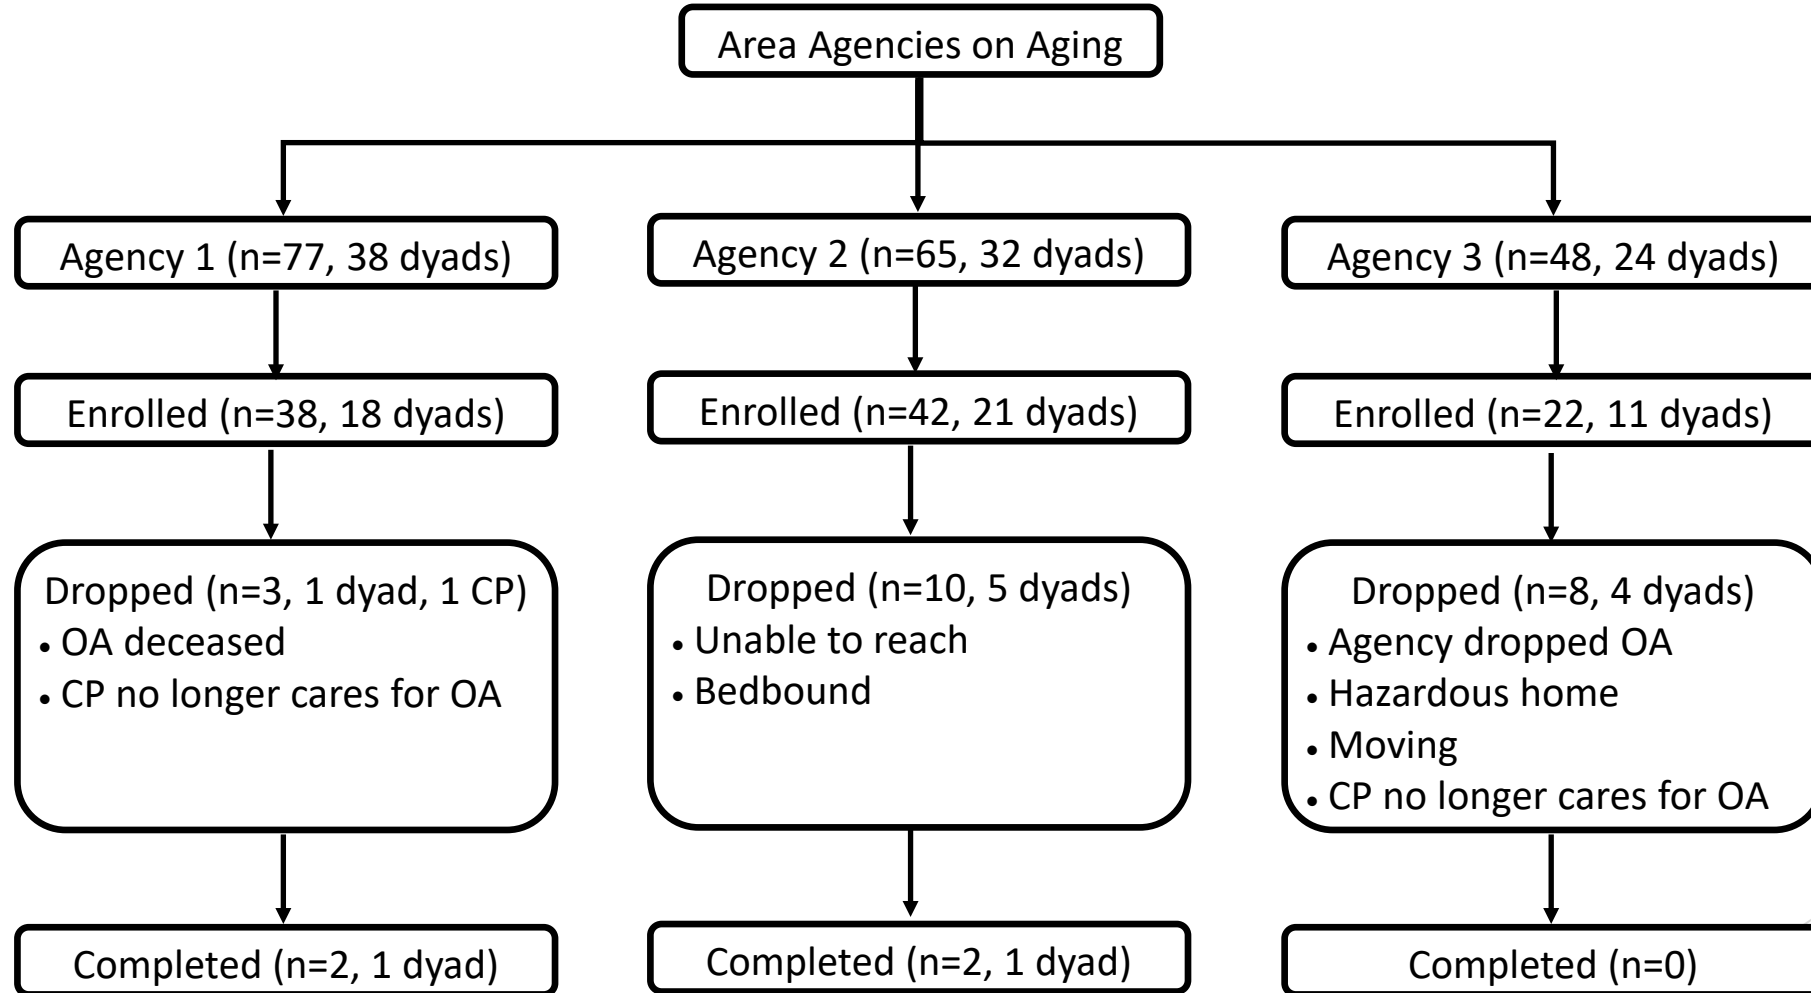 Area Agencies on Aging
Agency 1 (n=77, 38 dyads)
Agency 2 (n=65, 32 dyads)
Agency 3 (n=48, 24 dyads)
Enrolled (n=38, 18 dyads)
Enrolled (n=42, 21 dyads)
Enrolled (n=22, 11 dyads)
Dropped (n=3, 1 dyad, 1 CP)
• OA deceased
• CP no longer cares for OA
Dropped (n=10, 5 dyads)
• Unable to reach
• Bedbound
Dropped (n=8, 4 dyads)
• Agency dropped OA
• Hazardous home
• Moving
• CP no longer cares for OA
Completed (n=2, 1 dyad)
Completed (n=2, 1 dyad)
Completed (n=0)